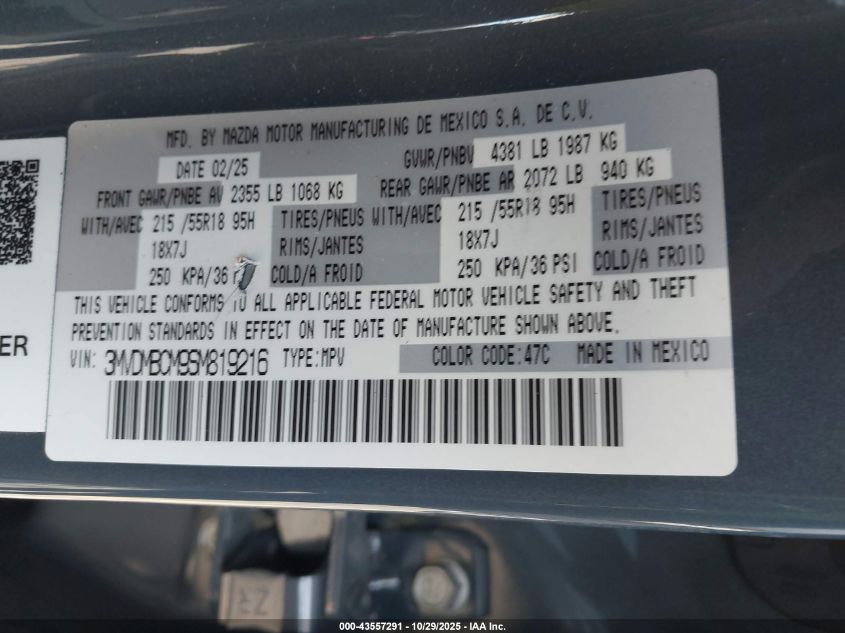 MFD. BY MAZDA MOTOR MANUFACTURING DE MEXICO S.A. DE C.V.
DATE 02/25 GVWR/PNBV 4381 LB 1987 KG
FRONT GAWR/PNBE AV 2355 LB 1068 KG REAR GAWR/PNBE AR 2072 LB 940 KG
WITH/AVEC 215 /55R18 95H TIRES/PNEUS WITH/AVEC 215 /55R18 95H TIRES/PNEUS
18X7J RIMS/JANTES 18X7J RIMS/JANTES
250 KPA/36 COLD/A FROID 250 KPA/36 PSI COLD/A FROID
THIS VEHICLE CONFORMS TO ALL APPLICABLE FEDERAL MOTOR VEHICLE SAFETY AND THEFT
PREVENTION STANDARDS IN EFFECT ON THE DATE OF MANUFACTURE SHOWN ABOVE.
VIN: 3MVDMBCM9SM819216 TYPE:MPV COLOR CODE:47C MADE IN MEXICO
ER
000-43557291 - 10/29/2025 - IAA Inc.